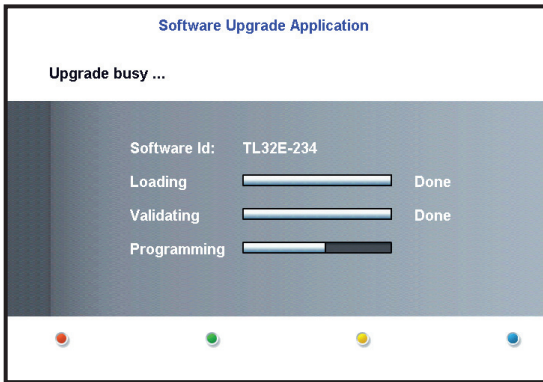 Software Upgrade Application
Upgrade busy ...
Software Id: TL32E-234
Loading Done
Validating Done
Programming